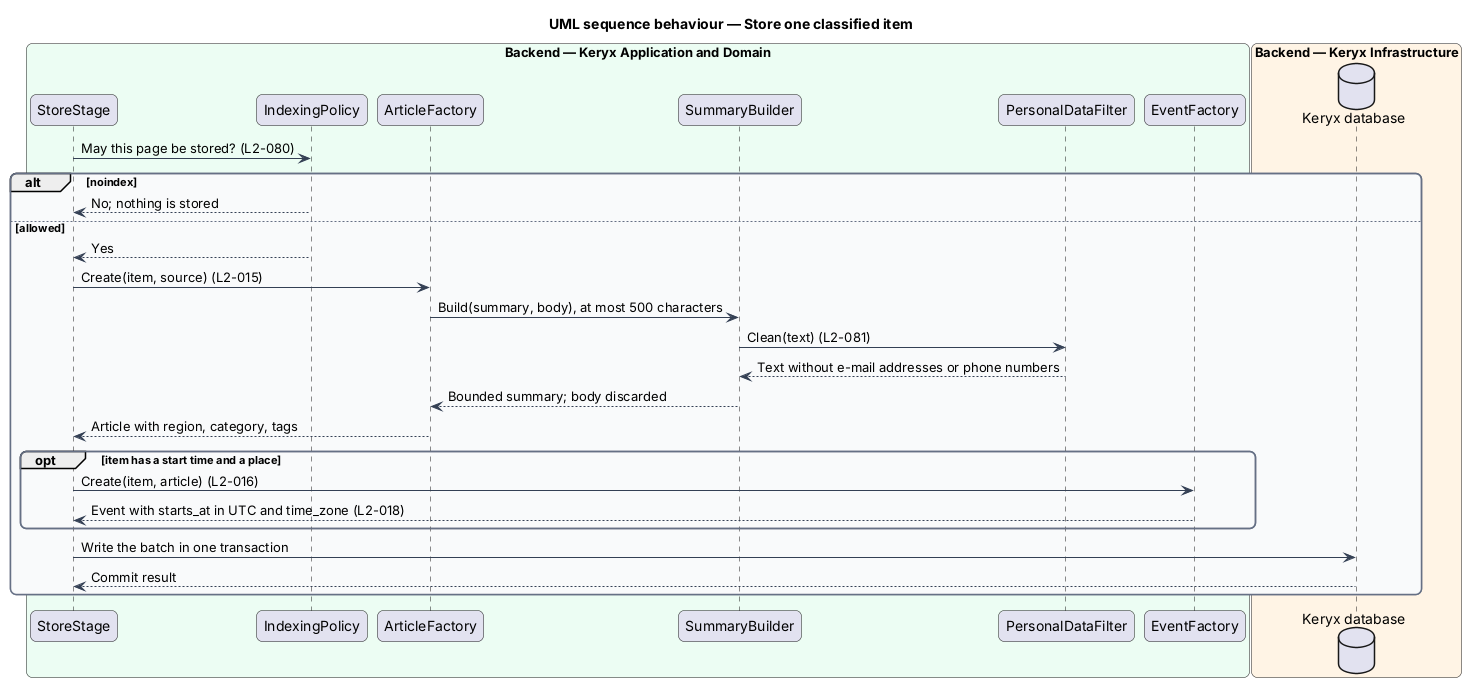 UML sequence behaviour — Store one classified item
Backend — Keryx Application and Domain
Backend — Keryx Infrastructure
StoreStage
IndexingPolicy
ArticleFactory
SummaryBuilder
PersonalDataFilter
EventFactory
Keryx database
May this page be stored? (L2-080)
alt
[noindex]
No; nothing is stored
[allowed]
Yes
Create(item, source) (L2-015)
Build(summary, body), at most 500 characters
Clean(text) (L2-081)
Text without e-mail addresses or phone numbers
Bounded summary; body discarded
Article with region, category, tags
opt
[item has a start time and a place]
Create(item, article) (L2-016)
Event with starts_at in UTC and time_zone (L2-018)
Write the batch in one transaction
Commit result
StoreStage
IndexingPolicy
ArticleFactory
SummaryBuilder
PersonalDataFilter
EventFactory
Keryx database